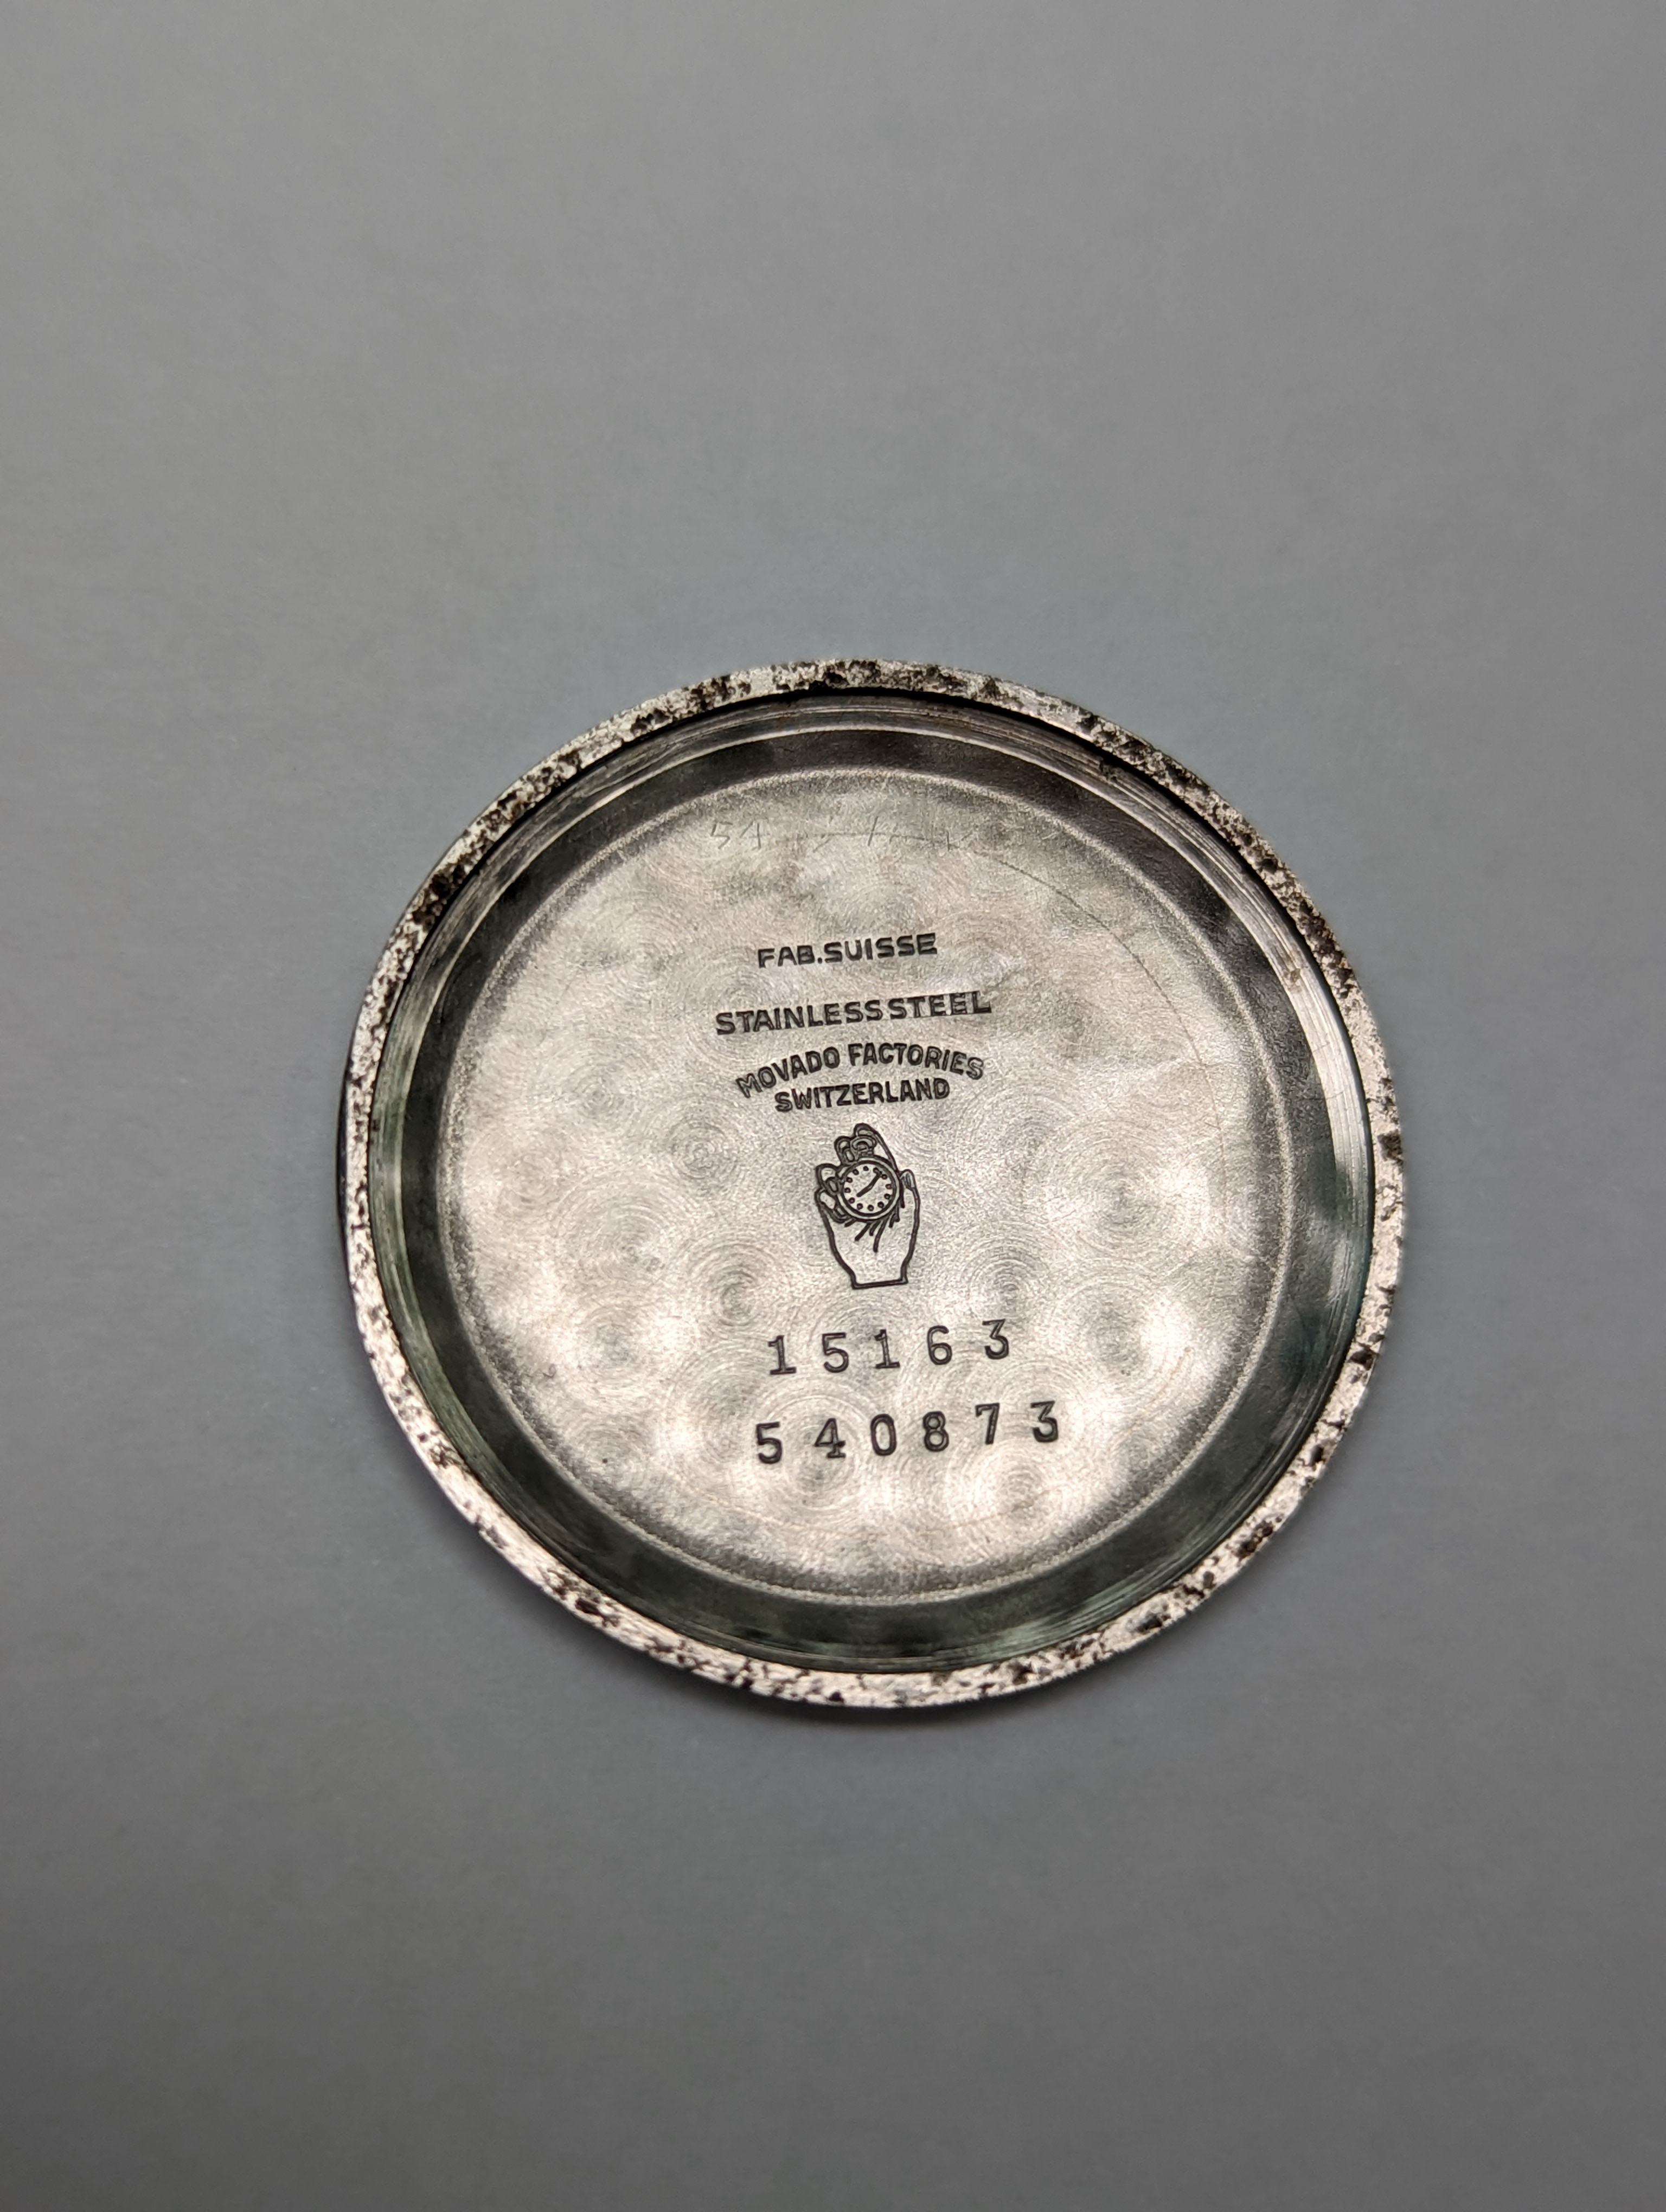 FAB.SUISSE
STAINLESS STEEL
MOVADO FACTORIES
SWITZERLAND
15163
540873